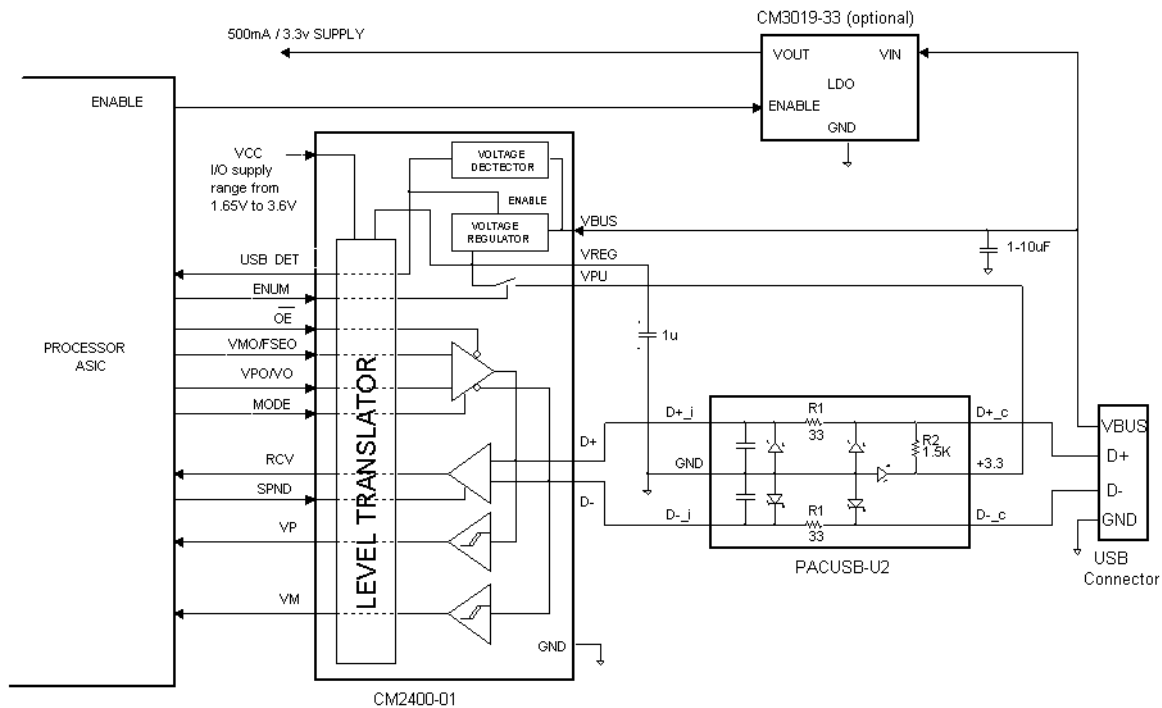 CM3019-33 (optional)
500mA / 3.3v SUPPLY
VOUT
VIN
LDO
ENABLE
GND
ENABLE
VCC
I/O supply
range from
1.65V to 3.6V
VOLTAGE
DECTECTOR
ENABLE
VOLTAGE
REGULATOR
VBUS
VREG
VPU
1-10uF
1u
PROCESSOR
ASIC
USB DET
ENUM
OE
VMO/FSEO
VPO/VO
MODE
RCV
SPND
VP
VM
LEVEL TRANSLATOR
D+
D-
GND
CM2400-01
D+_i
R1
33
D+_c
R2
1.5K
GND
+3.3
D-_i
R1
33
D-_c
PACUSB-U2
VBUS
D+
D-
GND
USB
Connector